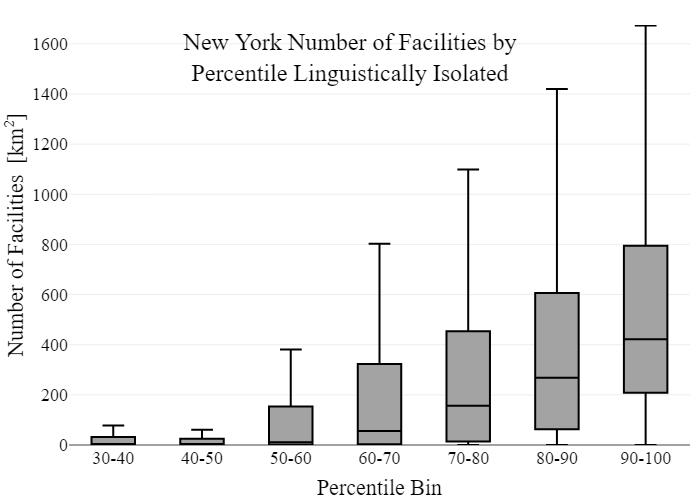 New York Number of Facilities by
Percentile Linguistically Isolated
Number of Facilities [km²]
1600
1400
1200
1000
800
600
400
200
0
30-40 40-50 50-60 60-70 70-80 80-90 90-100
Percentile Bin